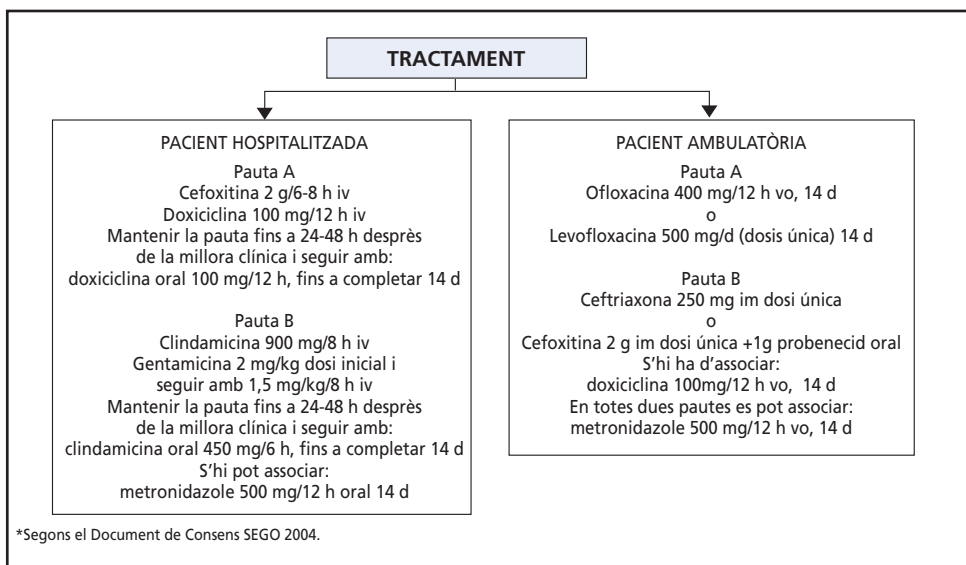 TRACTAMENT
PACIENT HOSPITALITZADA
Pauta A
Cefoxitina 2 g/6-8 h iv
Doxiciclina 100 mg/12 h iv
Mantenir la pauta fins a 24-48 h desprès
de la millora clínica i seguir amb:
doxiciclina oral 100 mg/12 h, fins a completar 14 d
Pauta B
Clindamicina 900 mg/8 h iv
Gentamicina 2 mg/kg dosi inicial i
seguir amb 1,5 mg/kg/8 h iv
Mantenir la pauta fins a 24-48 h desprès
de la millora clínica i seguir amb:
clindamicina oral 450 mg/6 h, fins a completar 14 d
S’hi pot associar:
metronidazole 500 mg/12 h oral 14 d
PACIENT AMBULATÒRIA
Pauta A
Ofloxacina 400 mg/12 h vo, 14 d
o
Levofloxacina 500 mg/d (dosis única) 14 d
Pauta B
Ceftriaxona 250 mg im dosi única
o
Cefoxitina 2 g im dosi única +1g probenecid oral
S’hi ha d’associar:
doxiciclina 100mg/12 h vo, 14 d
En totes dues pautes es pot associar:
metronidazole 500 mg/12 h vo, 14 d
*Segons el Document de Consens SEGO 2004.